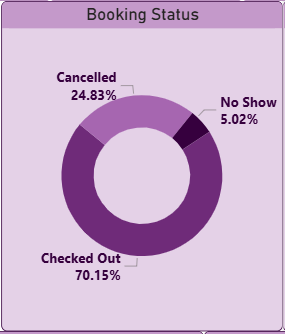 Booking Status
Cancelled
24.83%
No Show
5.02%
Checked Out
70.15%